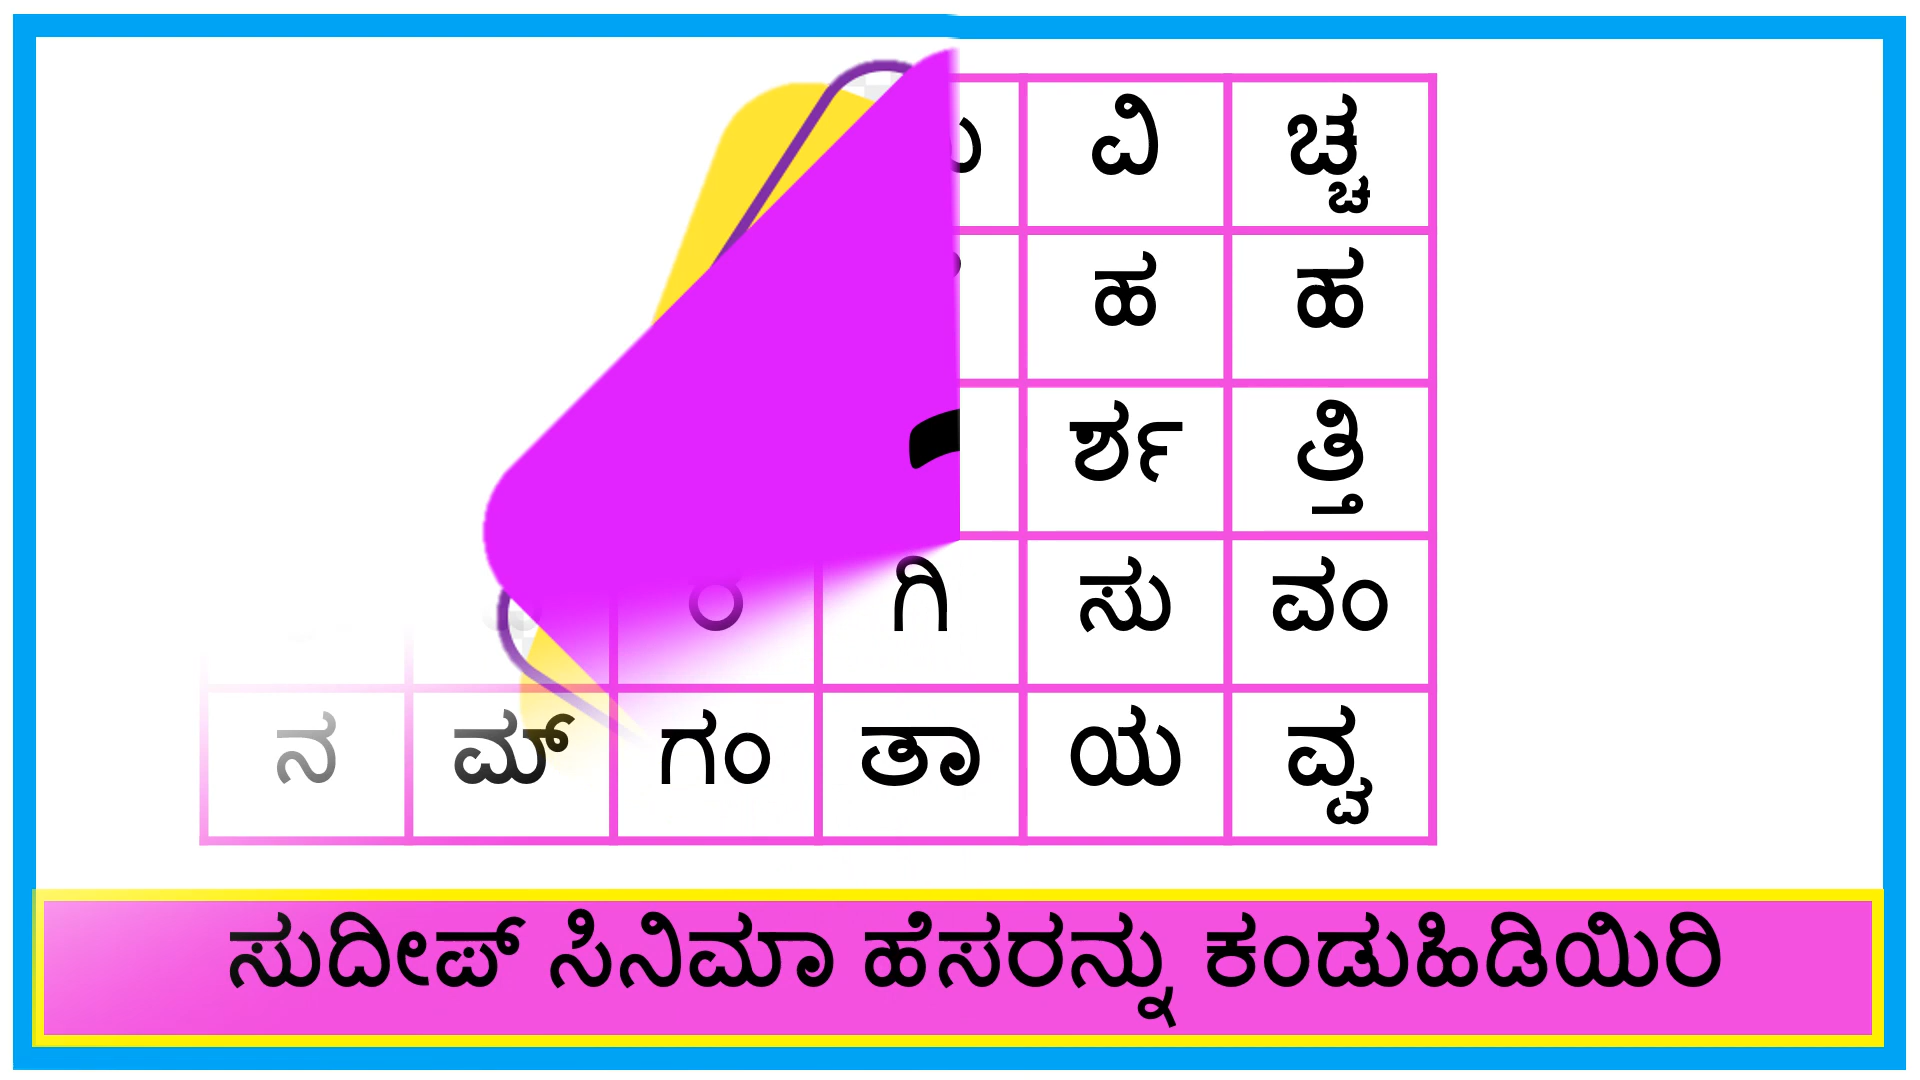 ವಿ ಚ್ಚ
ಹ ಹ
ರ್ಶ ತ್ತಿ
ಗಿ ಸು ವಂ
ನ ಮ್ ಗಂ ತಾ ಯ ವ್ವ
ಸುದೀಪ್ ಸಿನಿಮಾ ಹೆಸರನ್ನು ಕಂಡುಹಿಡಿಯಿರಿ